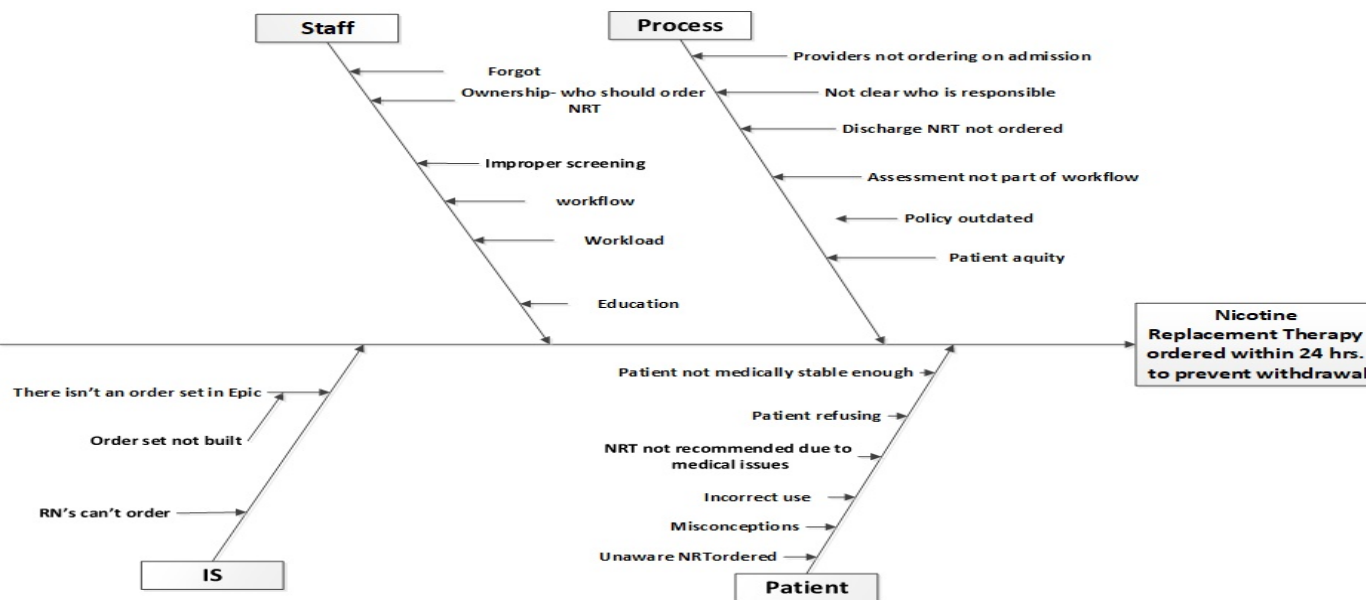 Staff
Forgot
Ownership- who should order
NRT
Improper screening
workflow
Workload
Education
Process
Providers not ordering on admission
Not clear who is responsible
Discharge NRT not ordered
Assessment not part of workflow
Policy outdated
Patient aquity
Nicotine
Replacement Therapy
ordered within 24 hrs.
to prevent withdrawal
There isn't an order set in Epic
Order set not built
RN's can't order
IS
Patient not medically stable enough
Patient refusing
NRT not recommended due to
medical issues
Incorrect use
Misconceptions
Unaware NRTordered
Patient